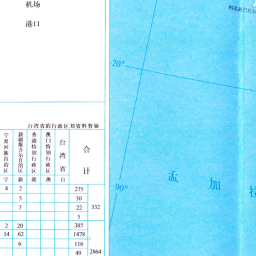 机场
港口
20°
台湾省的行政区划资料暂缺
宁夏回族自治区
新疆维吾尔自治区
香港特别行政区
澳门特别行政区
台湾省
合计
宁 新 港 澳 台
4 2 275
5 30
7 22 332
2 5
2 20 385
14 62 1478
6 116
49 2864
90°
孟加拉